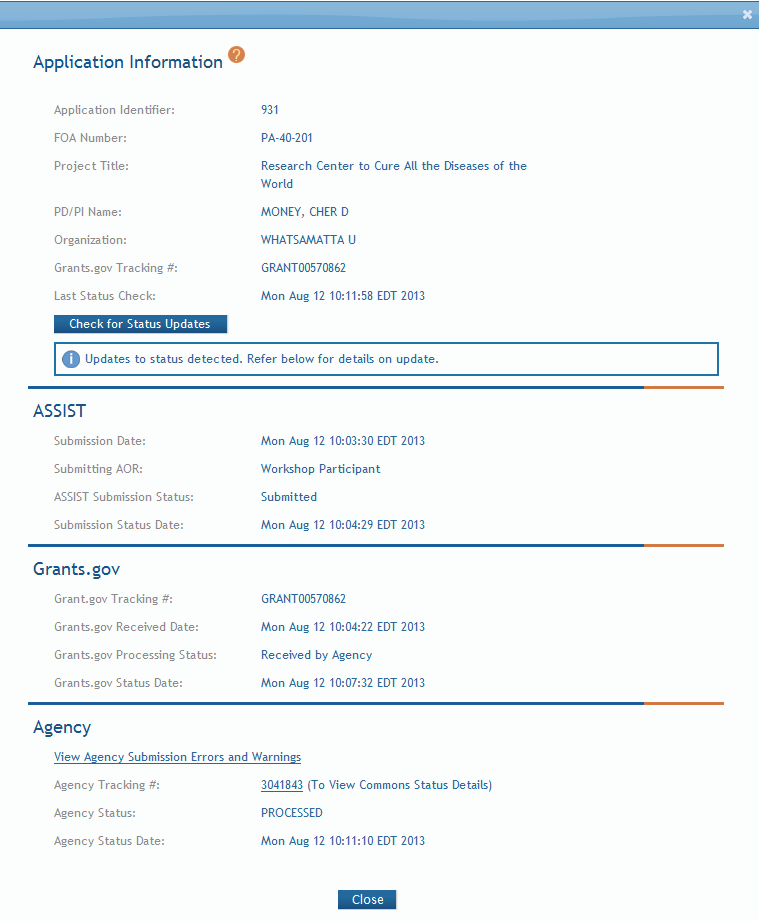 Application Information ?
Application Identifier: 931
FOA Number: PA-40-201
Project Title: Research Center to Cure All the Diseases of the
World
PD/PI Name: MONEY, CHER D
Organization: WHATSAMATTA U
Grants.gov Tracking #: GRANT00570862
Last Status Check: Mon Aug 12 10:11:58 EDT 2013
Check for Status Updates
i Updates to status detected. Refer below for details on update.
ASSIST
Submission Date: Mon Aug 12 10:03:30 EDT 2013
Submitting AOR: Workshop Participant
ASSIST Submission Status: Submitted
Submission Status Date: Mon Aug 12 10:04:29 EDT 2013
Grants.gov
Grant.gov Tracking #: GRANT00570862
Grants.gov Received Date: Mon Aug 12 10:04:22 EDT 2013
Grants.gov Processing Status: Received by Agency
Grants.gov Status Date: Mon Aug 12 10:07:32 EDT 2013
Agency
View Agency Submission Errors and Warnings
Agency Tracking #: 3041843 (To View Commons Status Details)
Agency Status: PROCESSED
Agency Status Date: Mon Aug 12 10:11:10 EDT 2013
Close